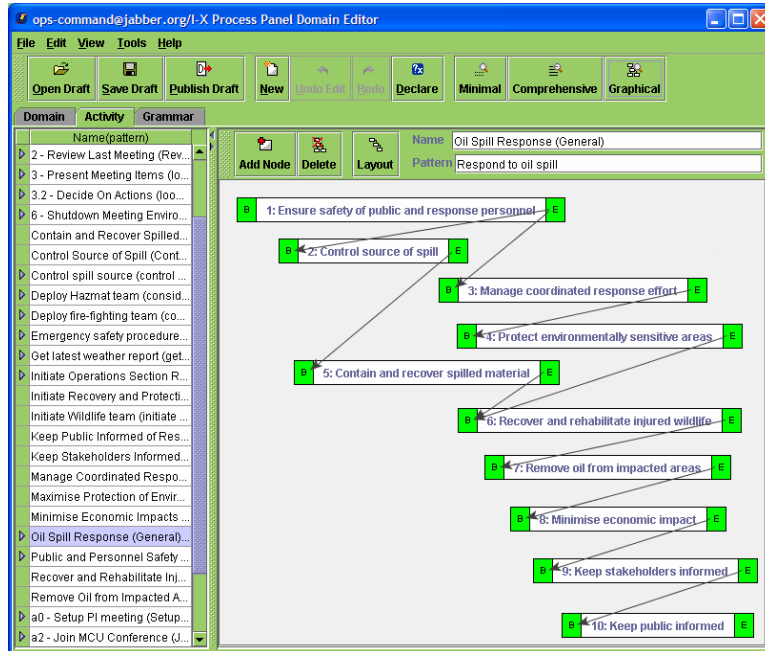 ops-command@jabber.org/I-X Process Panel Domain Editor
File Edit View Tools Help
Open Draft Save Draft Publish Draft New Undo Edit Redo Declare Minimal Comprehensive Graphical
Domain Activity Grammar
Name(pattern)
2 - Review Last Meeting (Rev...
3 - Present Meeting Items (lo...
3.2 - Decide On Actions (loo...
6 - Shutdown Meeting Enviro...
Contain and Recover Spilled...
Control Source of Spill (Cont...
Control spill source (control ...
Deploy Hazmat team (consid...
Deploy fire-fighting team (co...
Emergency safety procedure...
Get latest weather report (get...
Initiate Operations Section R...
Initiate Recovery and Protecti...
Initiate Wildlife team (initiate ...
Keep Public Informed of Res...
Keep Stakeholders Informed...
Manage Coordinated Respo...
Maximise Protection of Envir...
Minimise Economic Impacts ...
Oil Spill Response (General)...
Public and Personnel Safety ...
Recover and Rehabilitate Inj...
Remove Oil from Impacted A...
a0 - Setup PI meeting (Setup...
a2 - Join MCU Conference (J...
Add Node Delete Layout
Name Oil Spill Response (General)
Pattern Respond to oil spill
B 1: Ensure safety of public and response personnel E
B 2: Control source of spill E
B 3: Manage coordinated response effort E
B 4: Protect environmentally sensitive areas E
B 5: Contain and recover spilled material E
B 6: Recover and rehabilitate injured wildlife E
B 7: Remove oil from impacted areas E
B 8: Minimise economic impact E
B 9: Keep stakeholders informed E
B 10: Keep public informed E